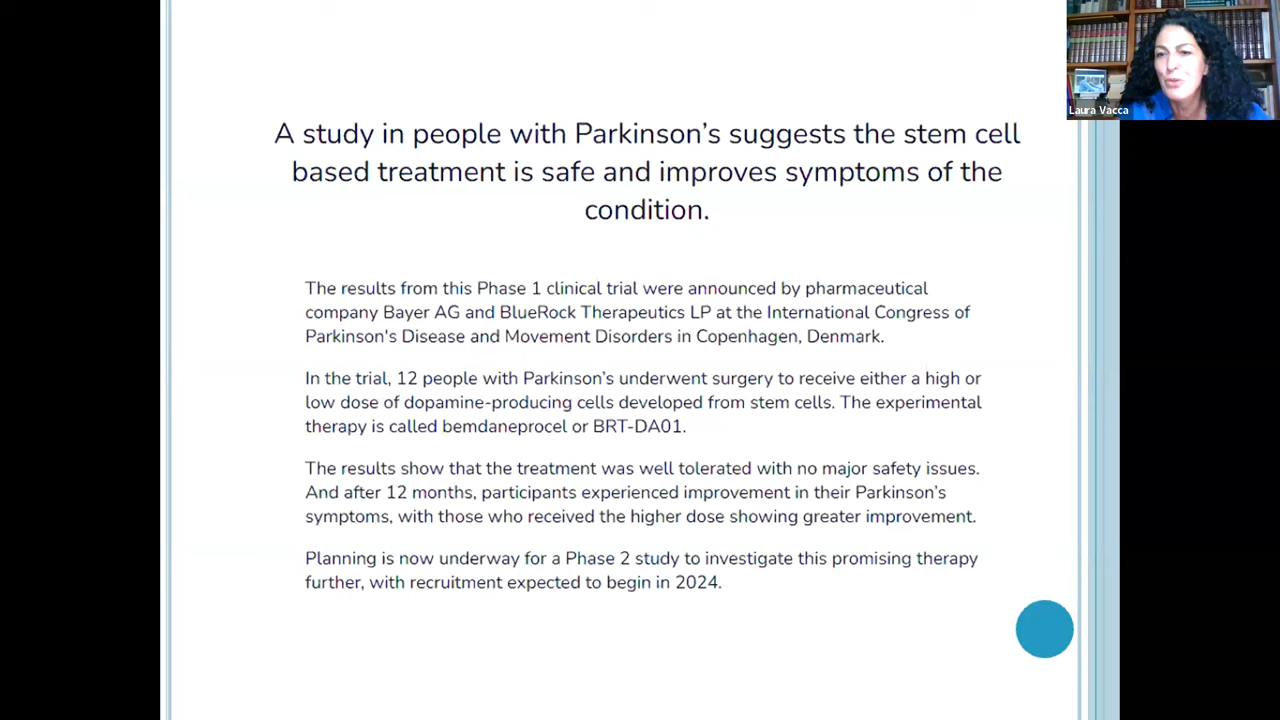 Laura Vacca
A study in people with Parkinson's suggests the stem cell
based treatment is safe and improves symptoms of the
condition.
The results from this Phase 1 clinical trial were announced by pharmaceutical
company Bayer AG and BlueRock Therapeutics LP at the International Congress of
Parkinson's Disease and Movement Disorders in Copenhagen, Denmark.
In the trial, 12 people with Parkinson's underwent surgery to receive either a high or
low dose of dopamine-producing cells developed from stem cells. The experimental
therapy is called bemdaneprocel or BRT-DA01.
The results show that the treatment was well tolerated with no major safety issues.
And after 12 months, participants experienced improvement in their Parkinson's
symptoms, with those who received the higher dose showing greater improvement.
Planning is now underway for a Phase 2 study to investigate this promising therapy
further, with recruitment expected to begin in 2024.